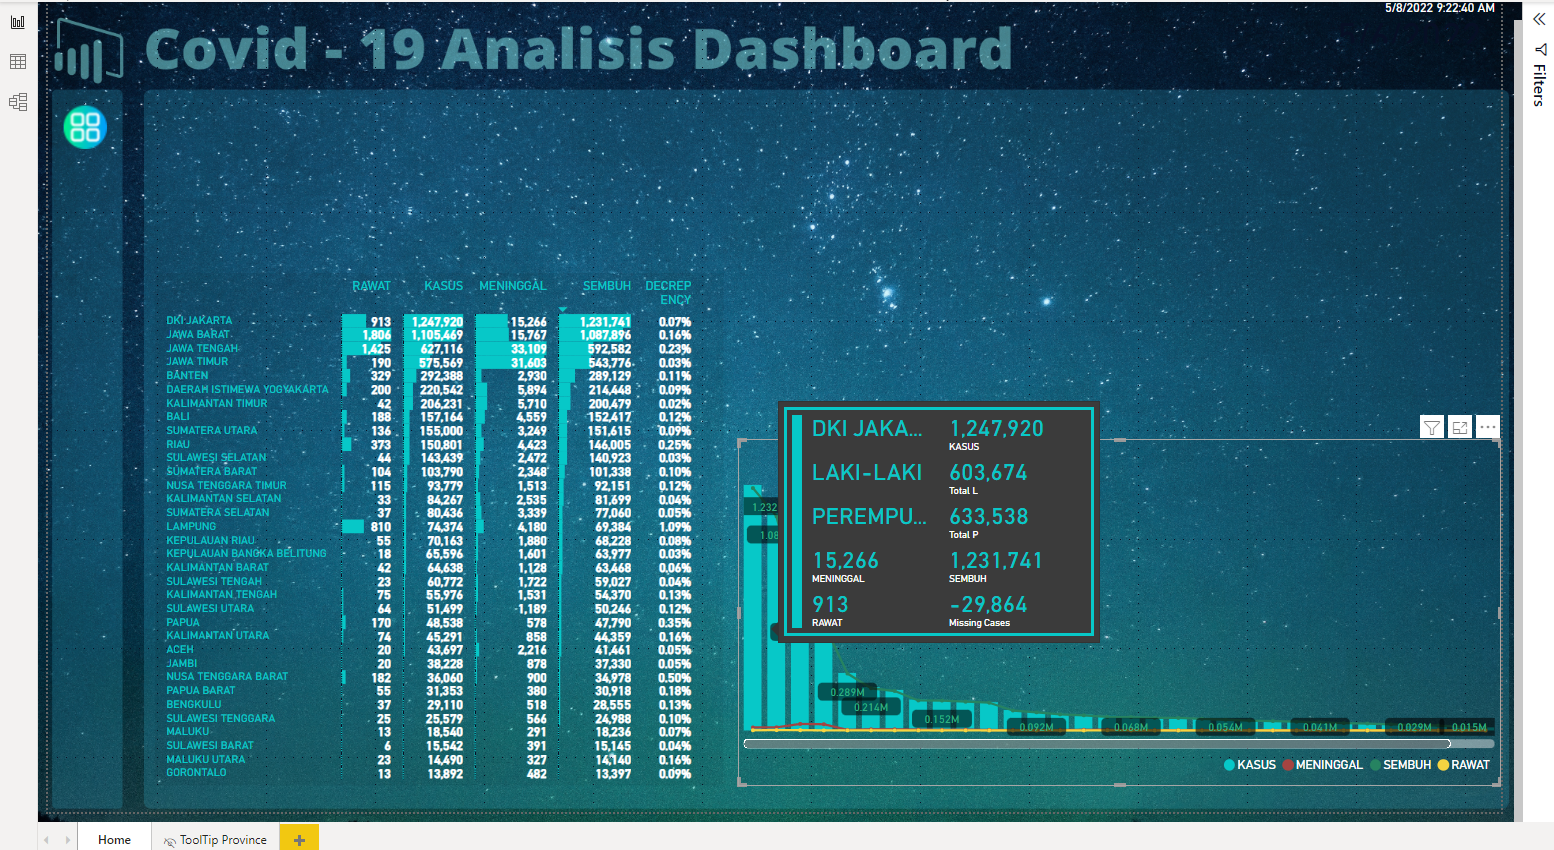 5/8/2022 9:22:40 AM
Covid - 19 Analisis Dashboard
Filters
RAWAT KASUS MENINGGAL SEMBUH DECREP
ENCY
DKI JAKARTA 913 1,247,920 15,266 1,231,741 0.07%
JAWA BARAT 1,806 1,105,469 15,767 1,087,896 0.16%
JAWA TENGAH 1,425 627,116 33,109 592,582 0.23%
JAWA TIMUR 190 575,569 31,603 543,776 0.03%
BANTEN 329 292,388 2,930 289,129 0.11%
DAERAH ISTIMEWA YOGYAKARTA 200 220,542 5,894 214,448 0.09%
KALIMANTAN TIMUR 42 206,231 5,710 200,479 0.02%
BALI 188 157,164 4,559 152,417 0.12%
SUMATERA UTARA 136 155,000 3,249 151,615 0.09%
RIAU 373 150,801 4,423 146,005 0.25%
SULAWESI SELATAN 44 143,439 2,472 140,923 0.03%
SUMATERA BARAT 104 103,790 2,348 101,338 0.10%
NUSA TENGGARA TIMUR 115 93,779 1,513 92,151 0.12%
KALIMANTAN SELATAN 33 84,267 2,535 81,699 0.04%
SUMATERA SELATAN 37 80,436 3,339 77,060 0.05%
LAMPUNG 810 74,374 4,180 69,384 1.09%
KEPULAUAN RIAU 55 70,163 1,880 68,228 0.08%
KEPULAUAN BANGKA BELITUNG 18 65,596 1,601 63,977 0.03%
KALIMANTAN BARAT 42 64,638 1,128 63,468 0.06%
SULAWESI TENGAH 23 60,772 1,722 59,027 0.04%
KALIMANTAN TENGAH 75 55,976 1,531 54,370 0.13%
SULAWESI UTARA 64 51,499 1,189 50,246 0.12%
PAPUA 170 48,538 578 47,790 0.35%
KALIMANTAN UTARA 74 45,291 858 44,359 0.16%
ACEH 20 43,697 2,216 41,461 0.05%
JAMBI 20 38,228 878 37,330 0.05%
NUSA TENGGARA BARAT 182 36,060 900 34,978 0.50%
PAPUA BARAT 55 31,353 380 30,918 0.18%
BENGKULU 37 29,110 518 28,555 0.13%
SULAWESI TENGGARA 25 25,579 566 24,988 0.10%
MALUKU 13 18,540 291 18,236 0.07%
SULAWESI BARAT 6 15,542 391 15,145 0.04%
MALUKU UTARA 23 14,490 327 14,140 0.16%
GORONTALO 13 13,892 482 13,397 0.09%
DKI JAKA... 1,247,920
KASUS
LAKI-LAKI 603,674
Total L
PEREMPU... 633,538
Total P
15,266 1,231,741
MENINGGAL SEMBUH
913 -29,864
RAWAT Missing Cases
1.232
1.08
0.289M
0.214M
0.152M
0.092M 0.068M 0.054M 0.041M 0.029M 0.015M
KASUS MENINGGAL SEMBUH RAWAT
Home ToolTip Province